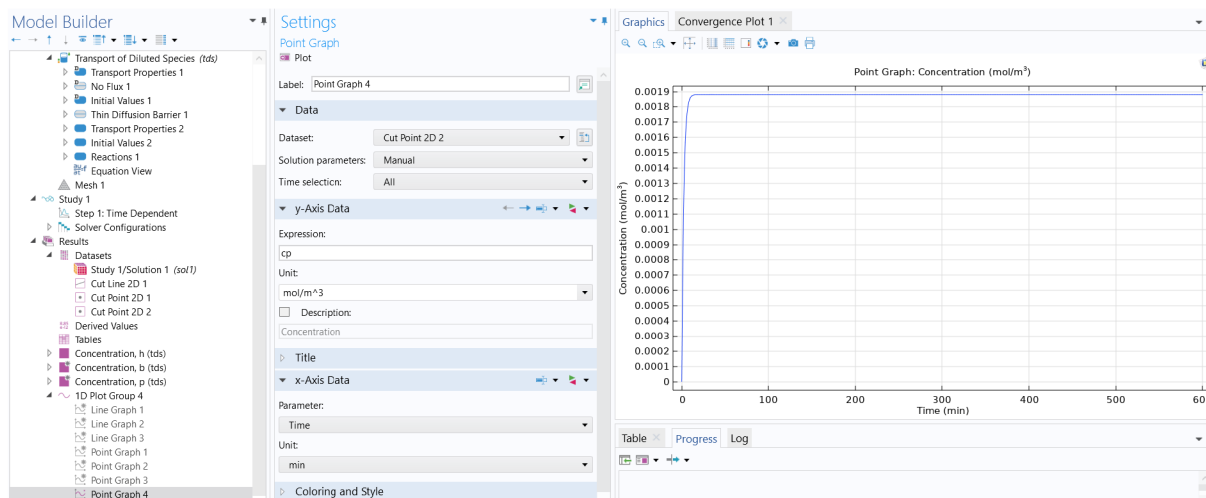 Model Builder
Transport of Diluted Species (tds)
Transport Properties 1
No Flux 1
Initial Values 1
Thin Diffusion Barrier 1
Transport Properties 2
Initial Values 2
Reactions 1
Equation View
Mesh 1
Study 1
Step 1: Time Dependent
Solver Configurations
Results
Datasets
Study 1/Solution 1 (sol1)
Cut Line 2D 1
Cut Point 2D 1
Cut Point 2D 2
Derived Values
Tables
Concentration, h (tds)
Concentration, b (tds)
Concentration, p (tds)
1D Plot Group 4
Line Graph 1
Line Graph 2
Line Graph 3
Point Graph 1
Point Graph 2
Point Graph 3
Point Graph 4
Settings
Point Graph
Plot
Label: Point Graph 4
Data
Dataset: Cut Point 2D 2
Solution parameters: Manual
Time selection: All
y-Axis Data
Expression:
cp
Unit:
mol/m^3
Description:
Concentration
Title
x-Axis Data
Parameter:
Time
Unit:
min
Coloring and Style
Graphics Convergence Plot 1
Point Graph: Concentration (mol/m³)
Concentration (mol/m³)
0.0019
0.0018
0.0017
0.0016
0.0015
0.0014
0.0013
0.0012
0.0011
0.001
0.0009
0.0008
0.0007
0.0006
0.0005
0.0004
0.0003
0.0002
0.0001
0
0 100 200 300 400 500 60
Time (min)
Table Progress Log